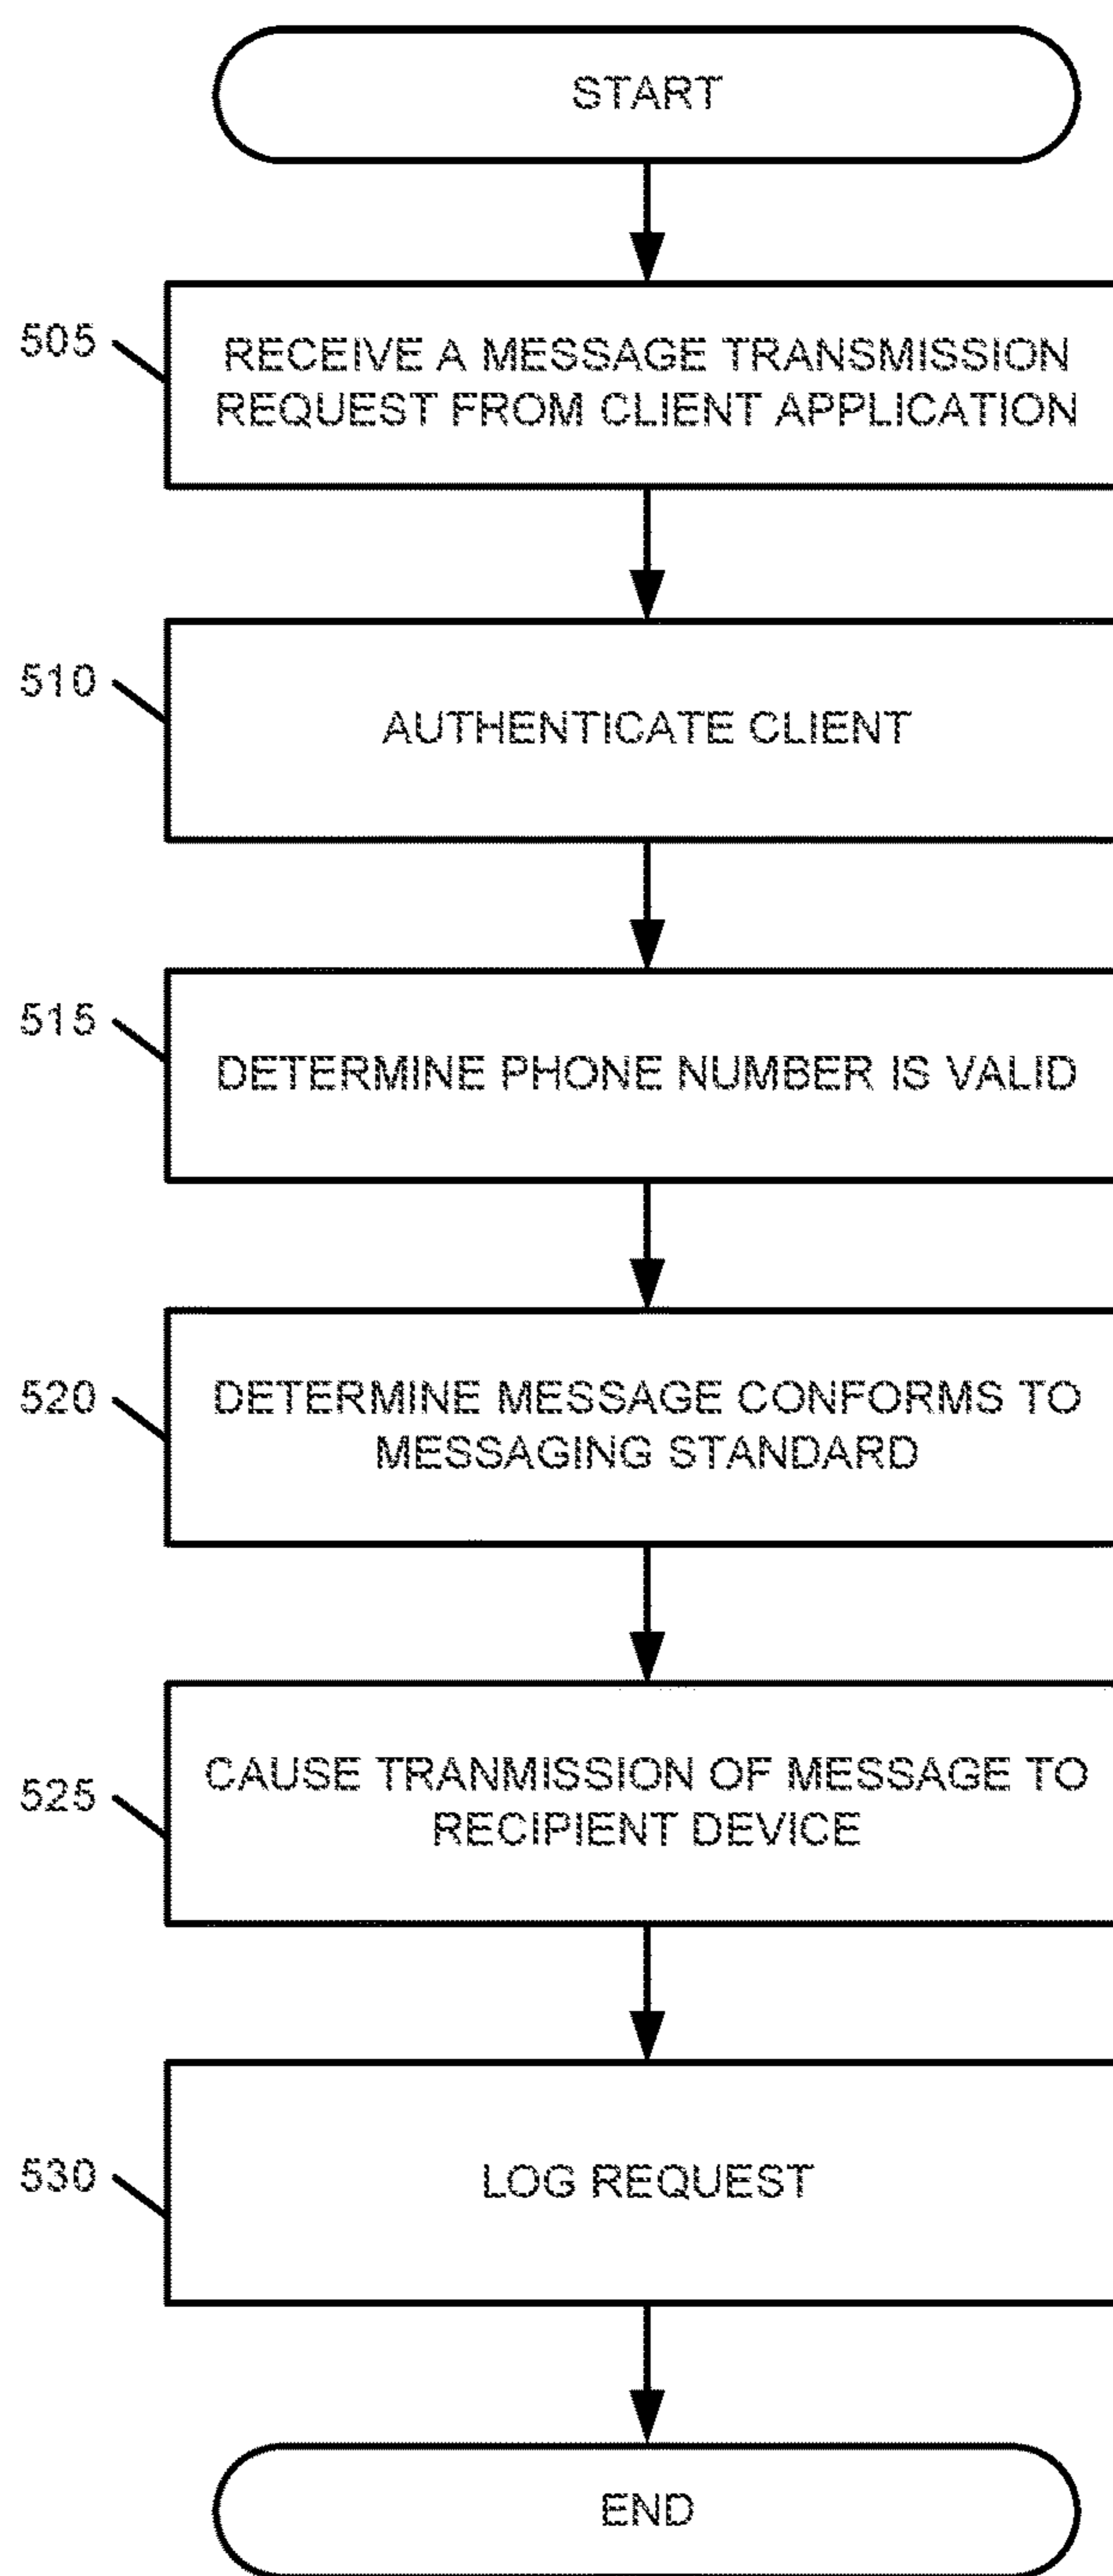 START
505
RECEIVE A MESSAGE TRANSMISSION
REQUEST FROM CLIENT APPLICATION
510
AUTHENTICATE CLIENT
515
DETERMINE PHONE NUMBER IS VALID
520
DETERMINE MESSAGE CONFORMS TO
MESSAGING STANDARD
525
CAUSE TRANMISSION OF MESSAGE TO
RECIPIENT DEVICE
530
LOG REQUEST
END